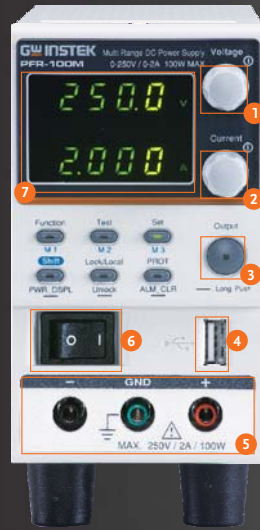 GWINSTEK Multi Range DC Power Supply Voltage
PFR-100M 0-250V / 0-2A 100W MAX
250.0 V
1
Current
2.000 A
7
2
Function Test Set Output
M 1 M 2 M 3
3
Shift Lock/Local PROT
PWR_DSPL Unlock ALM_CLR Long Push
6
4
O I
− GND +
MAX. 250V / 2A / 100W
5